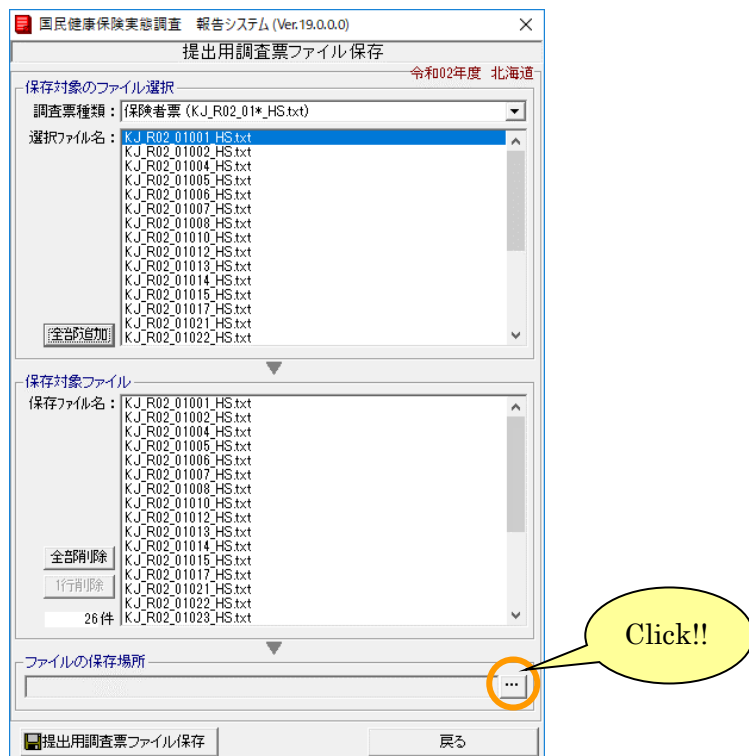 国民健康保険実態調査 報告システム (Ver.19.0.0.0)
提出用調査票ファイル保存
令和02年度 北海道
保存対象のファイル選択
調査票種類: 保険者票 (KJ_R02_01*_HS.txt)
選択ファイル名: KJ_R02_01001_HS.txt
KJ_R02_01002_HS.txt
KJ_R02_01004_HS.txt
KJ_R02_01005_HS.txt
KJ_R02_01006_HS.txt
KJ_R02_01007_HS.txt
KJ_R02_01008_HS.txt
KJ_R02_01010_HS.txt
KJ_R02_01012_HS.txt
KJ_R02_01013_HS.txt
KJ_R02_01014_HS.txt
KJ_R02_01015_HS.txt
KJ_R02_01017_HS.txt
KJ_R02_01021_HS.txt
全部追加 KJ_R02_01022_HS.txt
保存対象ファイル
保存ファイル名: KJ_R02_01001_HS.txt
KJ_R02_01002_HS.txt
KJ_R02_01004_HS.txt
KJ_R02_01005_HS.txt
KJ_R02_01006_HS.txt
KJ_R02_01007_HS.txt
KJ_R02_01008_HS.txt
KJ_R02_01010_HS.txt
KJ_R02_01012_HS.txt
KJ_R02_01013_HS.txt
KJ_R02_01014_HS.txt
全部削除 KJ_R02_01015_HS.txt
KJ_R02_01017_HS.txt
1行削除 KJ_R02_01021_HS.txt
KJ_R02_01022_HS.txt
26件 KJ_R02_01023_HS.txt
Click!!
ファイルの保存場所
...
提出用調査票ファイル保存 戻る